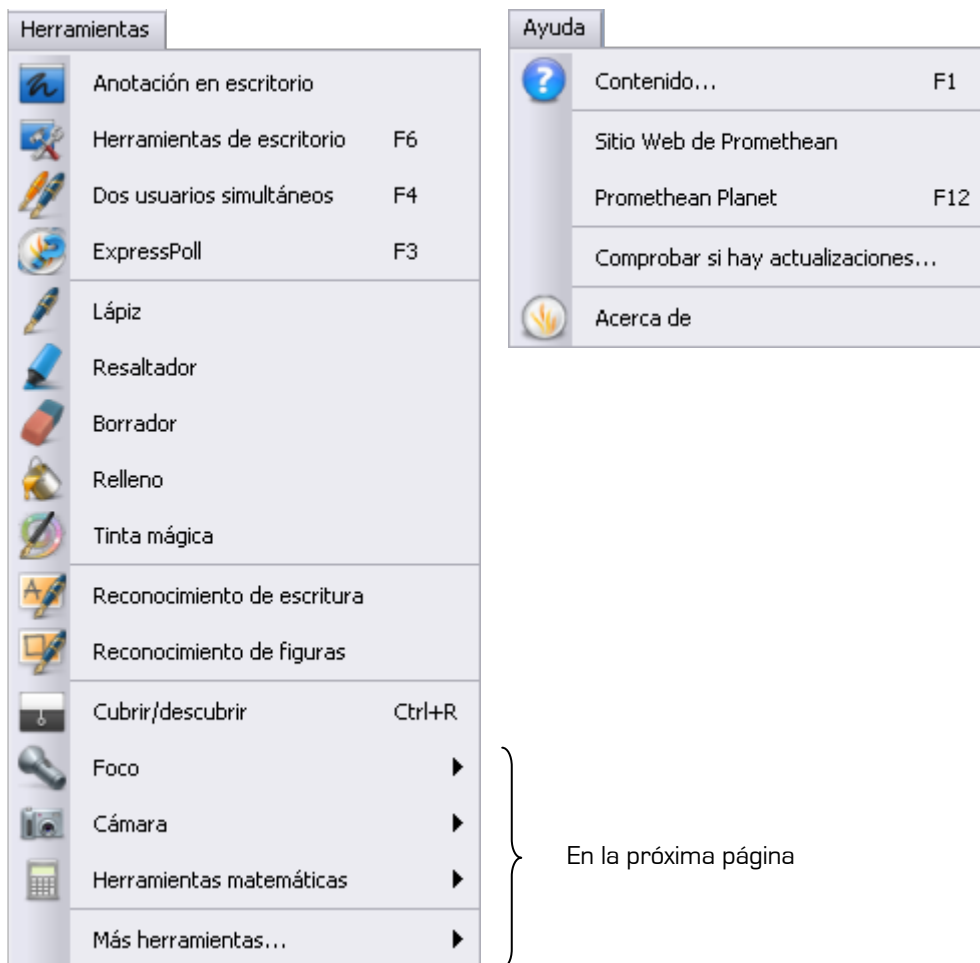 Herramientas
Anotación en escritorio
Herramientas de escritorio F6
Dos usuarios simultáneos F4
ExpressPoll F3
Lápiz
Resaltador
Borrador
Relleno
Tinta mágica
Reconocimiento de escritura
Reconocimiento de figuras
Cubrir/descubrir Ctrl+R
Foco
Cámara
Herramientas matemáticas
Más herramientas...
Ayuda
Contenido... F1
Sitio Web de Promethean
Promethean Planet F12
Comprobar si hay actualizaciones...
Acerca de
En la próxima página